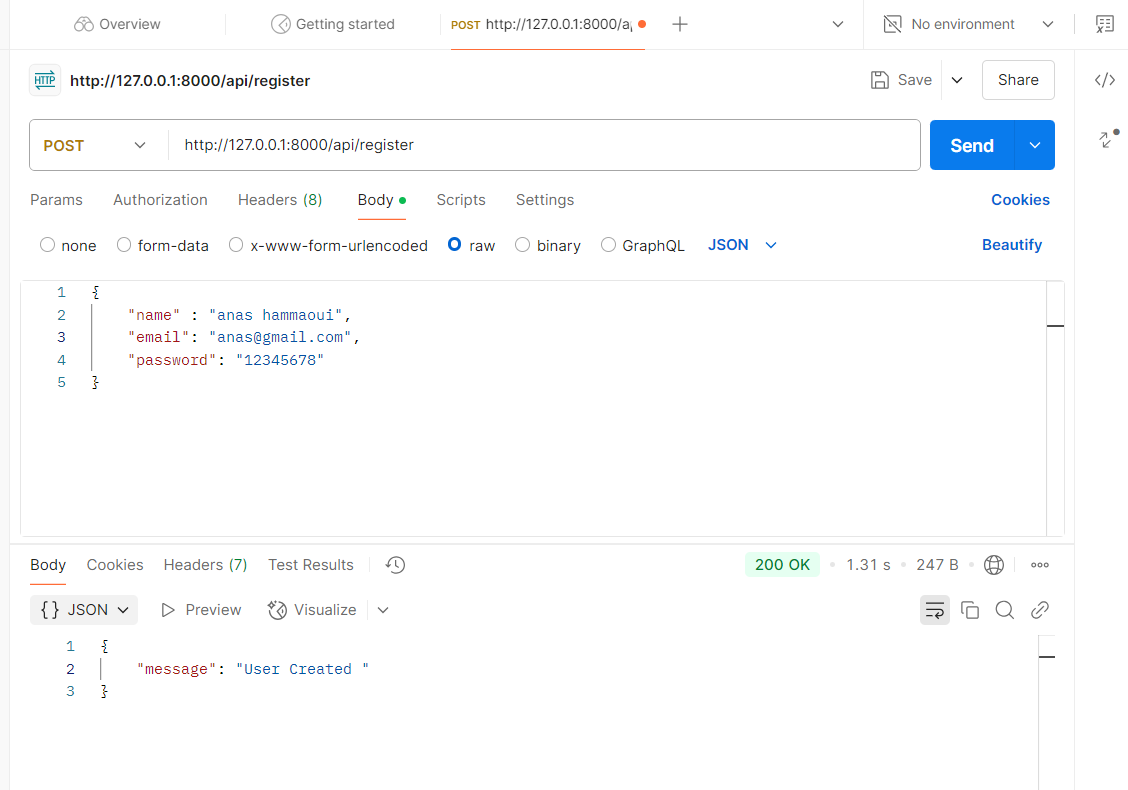 Overview
Getting started
POST http://127.0.0.1:8000/a
No environment
HTTP http://127.0.0.1:8000/api/register
Save
Share
POST
http://127.0.0.1:8000/api/register
Send
Params
Authorization
Headers (8)
Body
Scripts
Settings
Cookies
none
form-data
x-www-form-urlencoded
raw
binary
GraphQL
JSON
Beautify
1 {
2 "name" : "anas hammaoui",
3 "email": "anas@gmail.com",
4 "password": "12345678"
5 }
Body
Cookies
Headers (7)
Test Results
200 OK
1.31 s
247 B
{} JSON
Preview
Visualize
1 {
2 "message": "User Created "
3 }